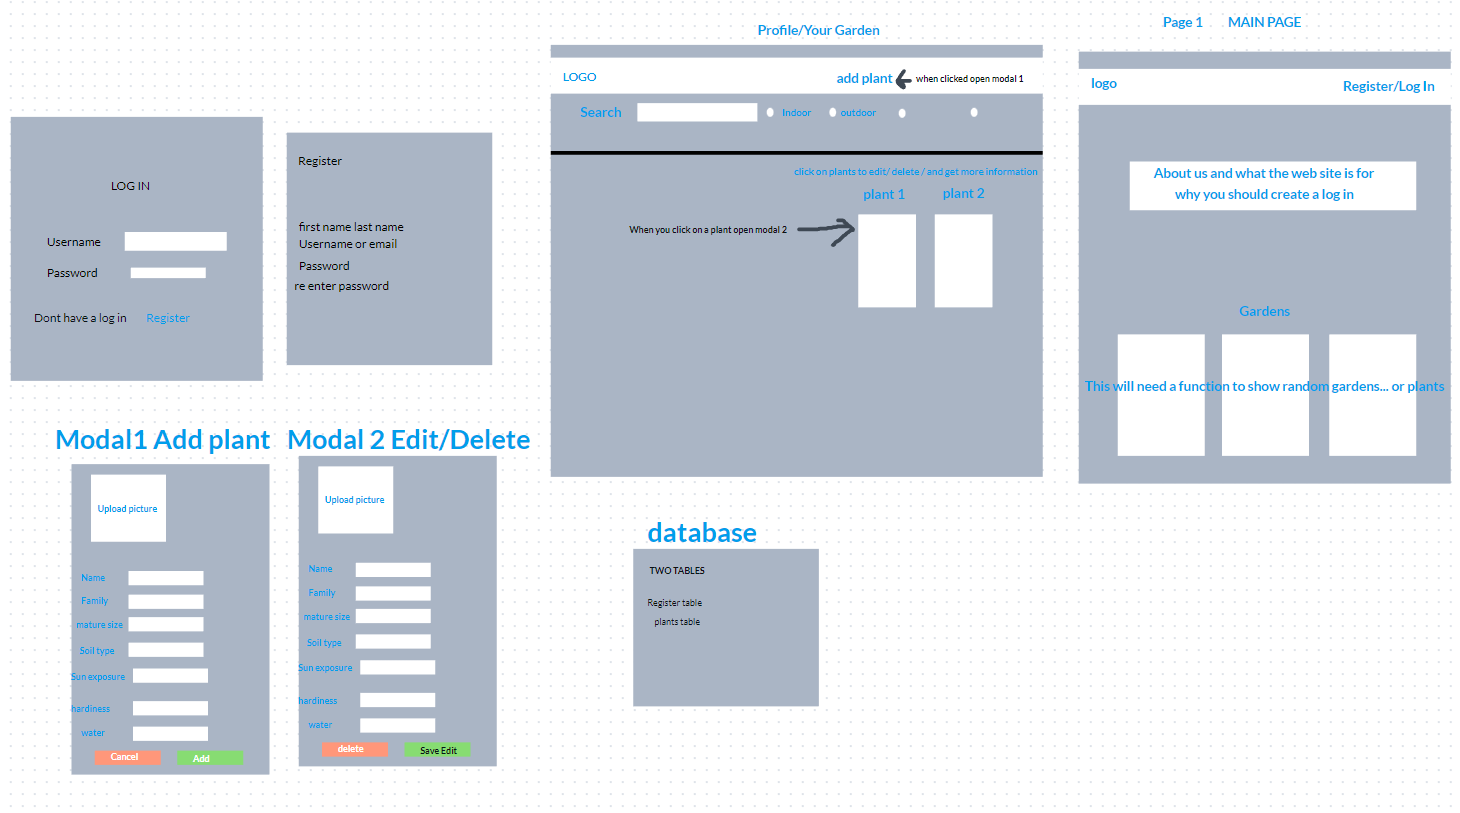 Page 1 MAIN PAGE
logo
Register/Log In
About us and what the web site is for
why you should create a log in
Gardens
This will need a function to show random gardens... or plants
Profile/Your Garden
LOGO
add plant
when clicked open modal 1
Search
Indoor
outdoor
click on plants to edit/ delete / and get more information
plant 1
plant 2
When you click on a plant open modal 2
LOG IN
Username
Password
Dont have a log in Register
Register
first name last name
Username or email
Password
re enter password
Modal1 Add plant
Upload picture
Name
Family
mature size
Soil type
Sun exposure
hardiness
water
Cancel
Add
Modal 2 Edit/Delete
Upload picture
Name
Family
mature size
Soil type
Sun exposure
hardiness
water
delete
Save Edit
database
TWO TABLES
Register table
plants table